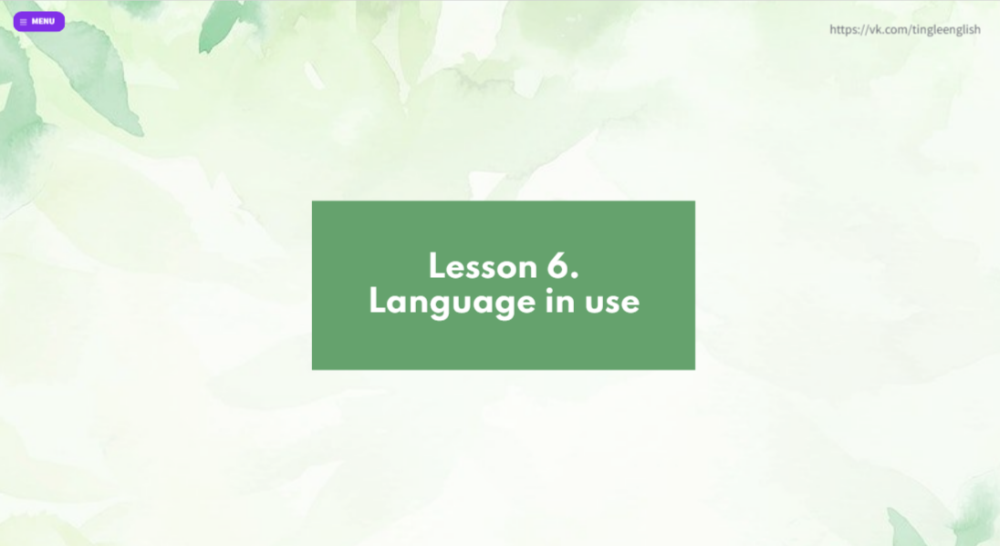 MENU
https://vk.com/tingleenglish
Lesson 6.
Language in use